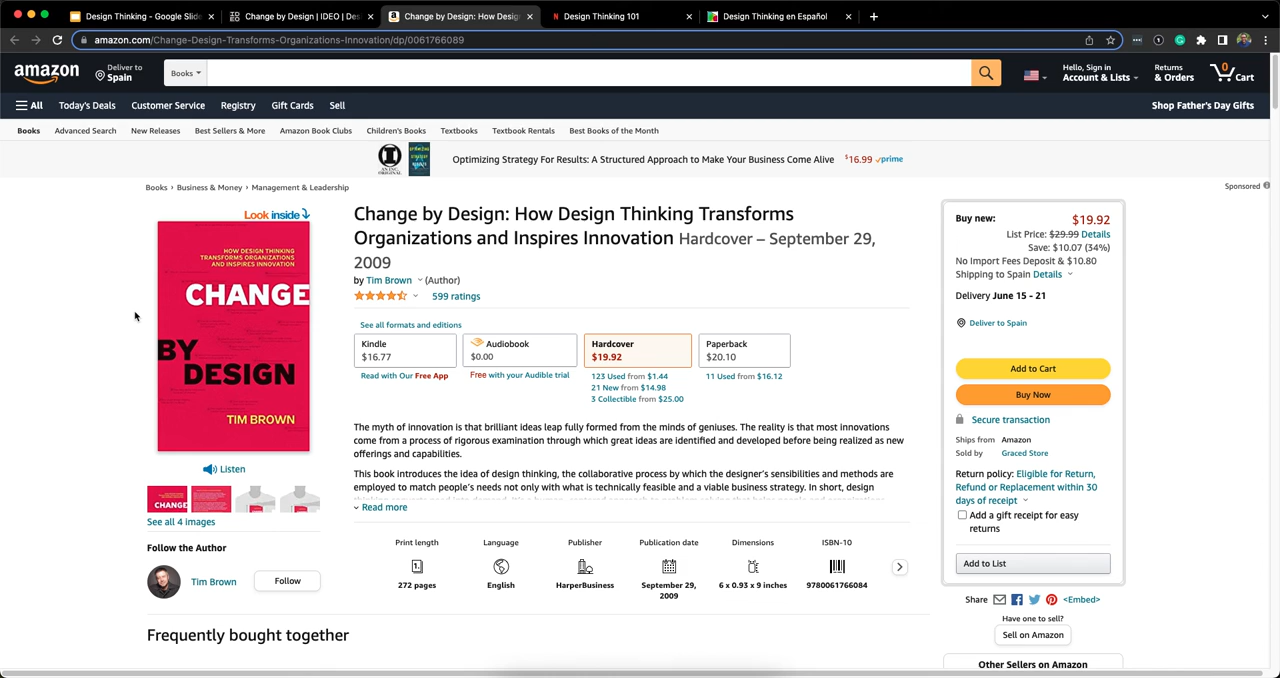 Design Thinking - Google Slide
Change by Design | IDEO | Des
Change by Design: How Design
Design Thinking 101
Design Thinking en Español
amazon.com/Change-Design-Transforms-Organizations-Innovation/dp/0061766089
amazon
Deliver to
Spain
Books
Hello, Sign in
Account & Lists
Returns
& Orders
0
Cart
All
Today's Deals
Customer Service
Registry
Gift Cards
Sell
Shop Father's Day Gifts
Books
Advanced Search
New Releases
Best Sellers & More
Amazon Book Clubs
Children's Books
Textbooks
Textbook Rentals
Best Books of the Month
Optimizing Strategy For Results: A Structured Approach to Make Your Business Come Alive $16.99 prime
Sponsored
Books › Business & Money › Management & Leadership
Look inside
HOW DESIGN THINKING
TRANSFORMS ORGANIZATIONS
AND INSPIRES INNOVATION
CHANGE
BY
DESIGN
TIM BROWN
Listen
See all 4 images
Follow the Author
Tim Brown
Follow
Change by Design: How Design Thinking Transforms
Organizations and Inspires Innovation Hardcover – September 29,
2009
by Tim Brown (Author)
599 ratings
See all formats and editions
Kindle
$16.77
Read with Our Free App
Audiobook
$0.00
Free with your Audible trial
Hardcover
$19.92
123 Used from $1.44
21 New from $14.98
3 Collectible from $25.00
Paperback
$20.10
11 Used from $16.12
The myth of innovation is that brilliant ideas leap fully formed from the minds of geniuses. The reality is that most innovations
come from a process of rigorous examination through which great ideas are identified and developed before being realized as new
offerings and capabilities.
This book introduces the idea of design thinking, the collaborative process by which the designer's sensibilities and methods are
employed to match people's needs not only with what is technically feasible and a viable business strategy. In short, design
Read more
Print length
272 pages
Language
English
Publisher
HarperBusiness
Publication date
September 29,
2009
Dimensions
6 x 0.93 x 9 inches
ISBN-10
9780061766084
Frequently bought together
Buy new:
$19.92
List Price: $29.99 Details
Save: $10.07 (34%)
No Import Fees Deposit & $10.80
Shipping to Spain Details
Delivery June 15 - 21
Deliver to Spain
Add to Cart
Buy Now
Secure transaction
Ships from Amazon
Sold by Graced Store
Return policy: Eligible for Return,
Refund or Replacement within 30
days of receipt
Add a gift receipt for easy
returns
Add to List
Share <Embed>
Have one to sell?
Sell on Amazon
Other Sellers on Amazon